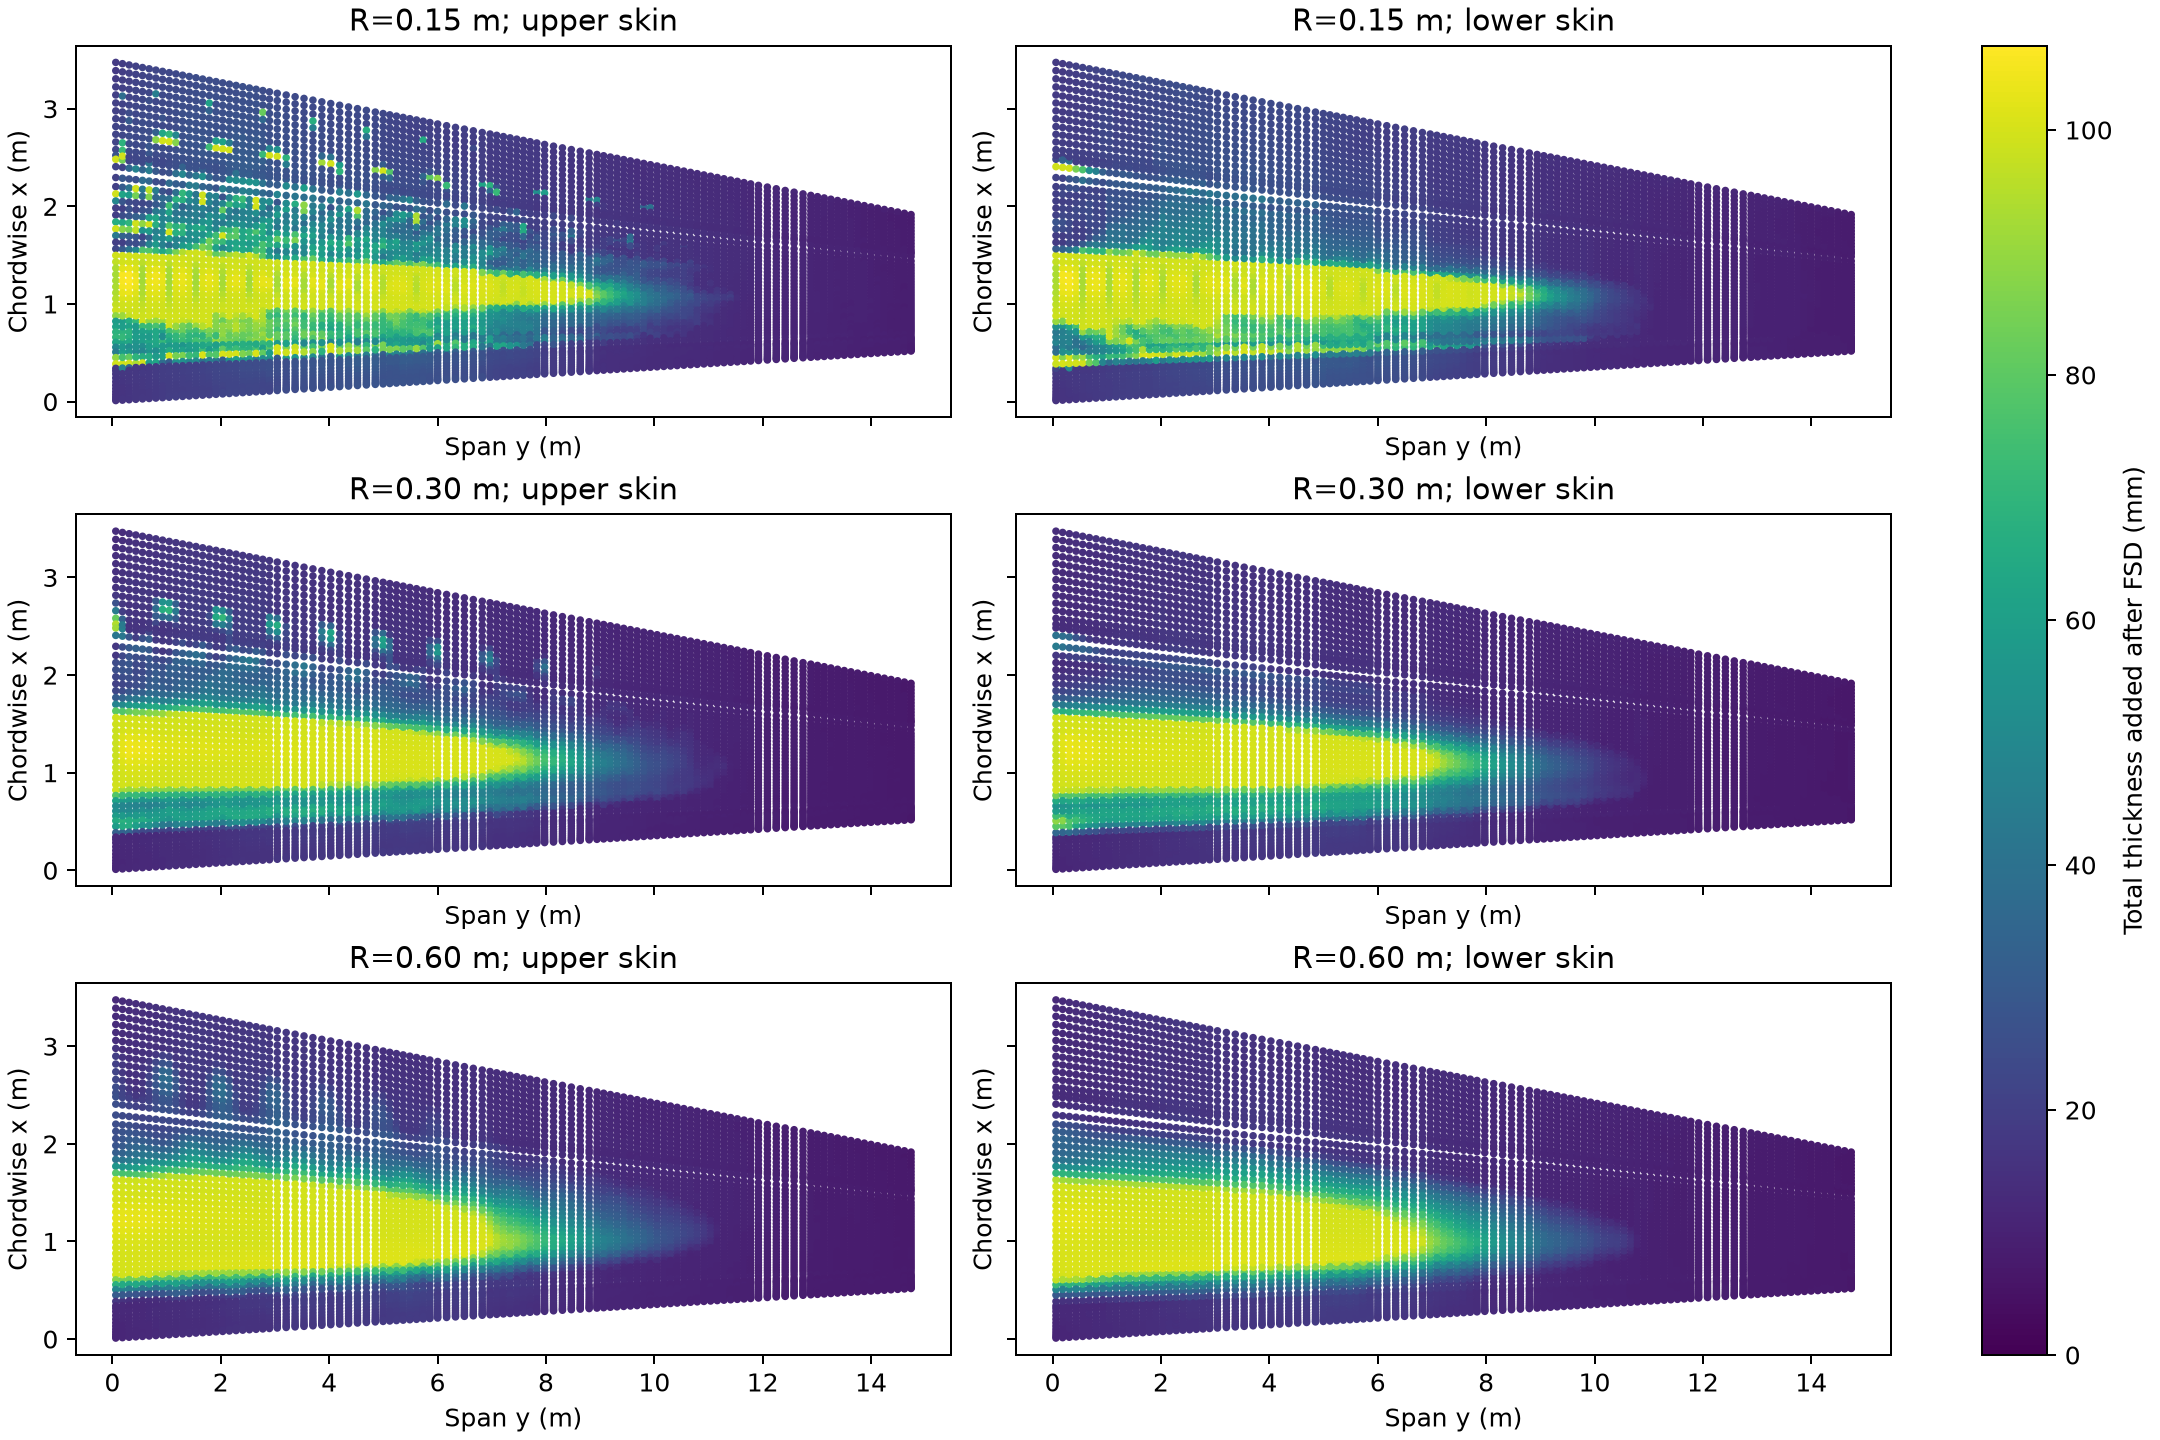 R=0.15 m; upper skin
R=0.15 m; lower skin
Chordwise x (m)
3
2
1
0
Span y (m)
Chordwise x (m)
Span y (m)
R=0.30 m; upper skin
R=0.30 m; lower skin
Chordwise x (m)
3
2
1
0
Span y (m)
Chordwise x (m)
Span y (m)
R=0.60 m; upper skin
R=0.60 m; lower skin
Chordwise x (m)
3
2
1
0
0 2 4 6 8 10 12 14
Span y (m)
Chordwise x (m)
0 2 4 6 8 10 12 14
Span y (m)
100
80
60
40
20
0
Total thickness added after FSD (mm)